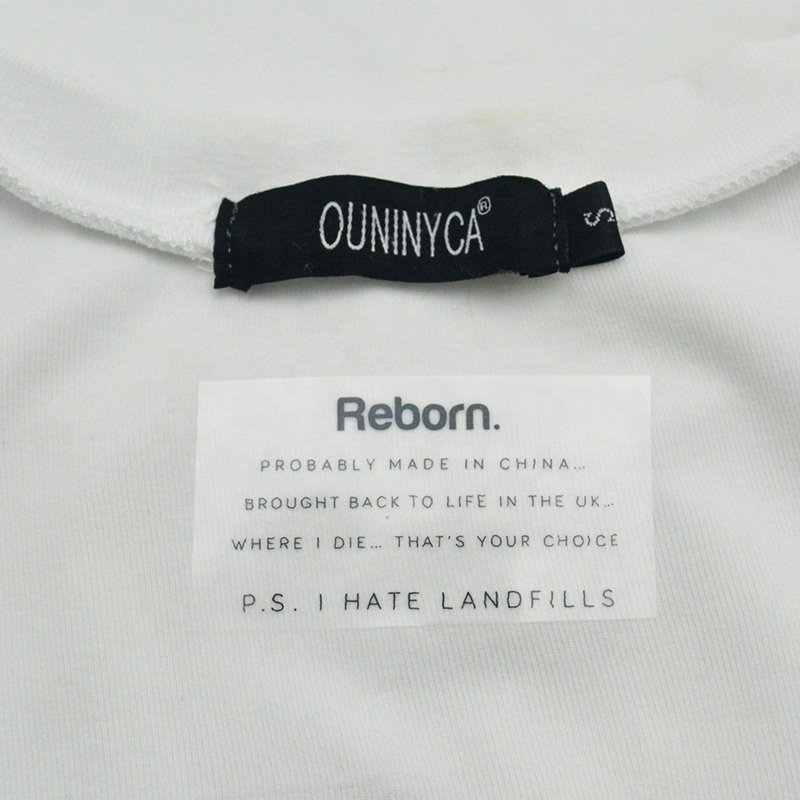 OUNINYCA®
S
Reborn.
PROBABLY MADE IN CHINA...
BROUGHT BACK TO LIFE IN THE UK...
WHERE I DIE... THAT'S YOUR CHOICE
P.S. I HATE LANDFILLS